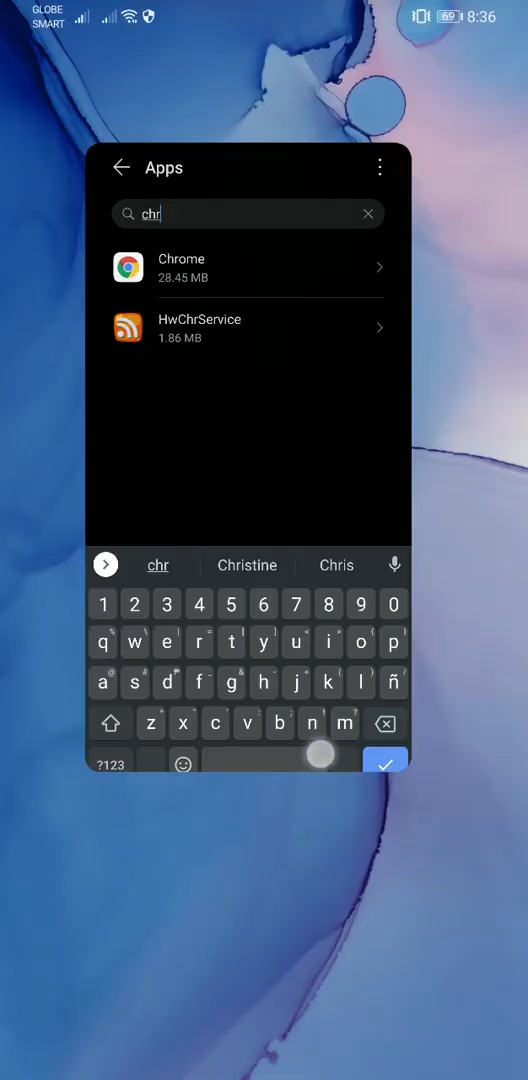 GLOBE
SMART
69 8:36
Apps
chr
Chrome
28.45 MB
HwChrService
1.86 MB
chr Christine Chris
1 2 3 4 5 6 7 8 9 0
q w e r t y u i o p
a s d f g h j k l ñ
z x c v b n m
?123